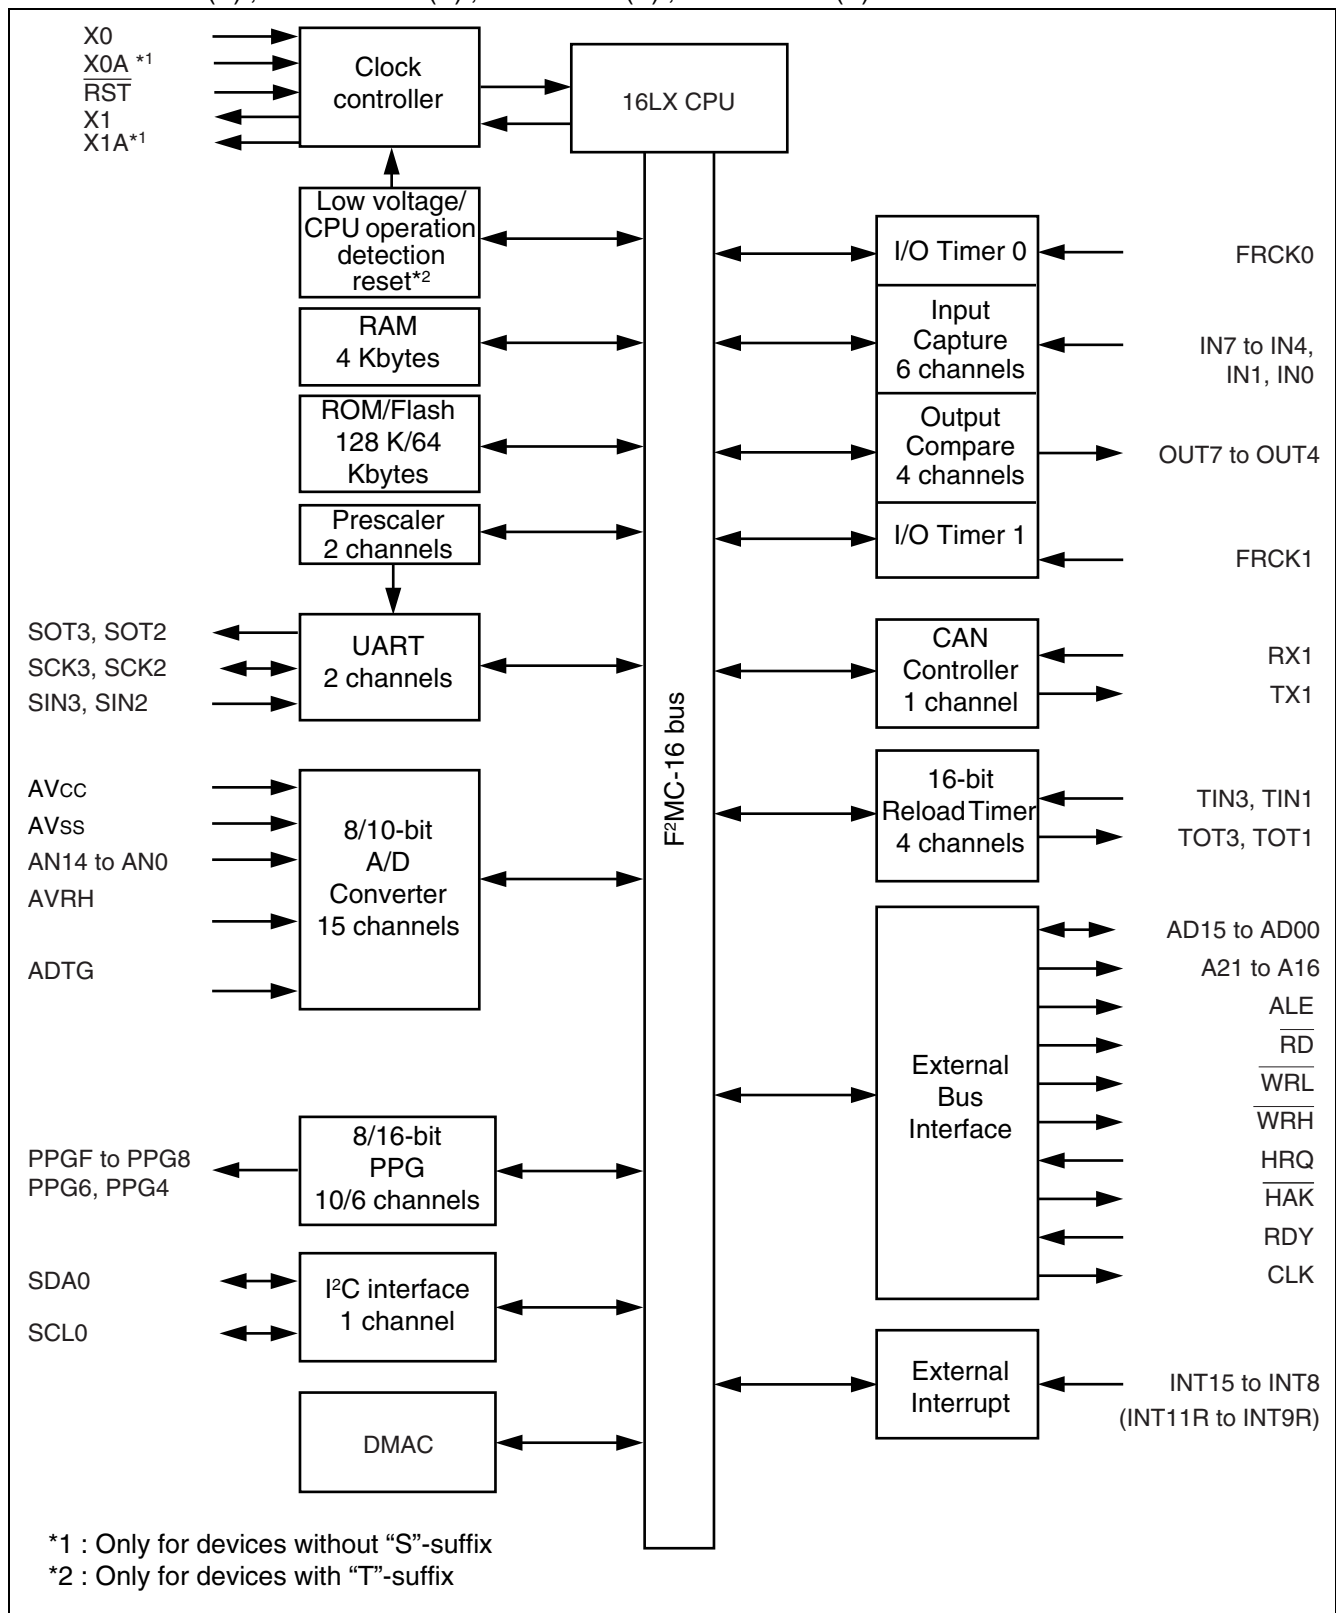 X0
X0A *1
RST
X1
X1A*1
Clock
controller
16LX CPU
Low voltage/
CPU operation
detection
reset*2
RAM
4 Kbytes
ROM/Flash
128 K/64
Kbytes
Prescaler
2 channels
SOT3, SOT2
SCK3, SCK2
SIN3, SIN2
UART
2 channels
AVCC
AVSS
AN14 to AN0
AVRH
ADTG
8/10-bit
A/D
Converter
15 channels
PPGF to PPG8
PPG6, PPG4
8/16-bit
PPG
10/6 channels
SDA0
SCL0
I²C interface
1 channel
DMAC
F²MC-16 bus
I/O Timer 0
FRCK0
Input
Capture
6 channels
IN7 to IN4,
IN1, IN0
Output
Compare
4 channels
OUT7 to OUT4
I/O Timer 1
FRCK1
CAN
Controller
1 channel
RX1
TX1
16-bit
Reload Timer
4 channels
TIN3, TIN1
TOT3, TOT1
External
Bus
Interface
AD15 to AD00
A21 to A16
ALE
RD
WRL
WRH
HRQ
HAK
RDY
CLK
External
Interrupt
INT15 to INT8
(INT11R to INT9R)
*1 : Only for devices without “S”-suffix
*2 : Only for devices with “T”-suffix